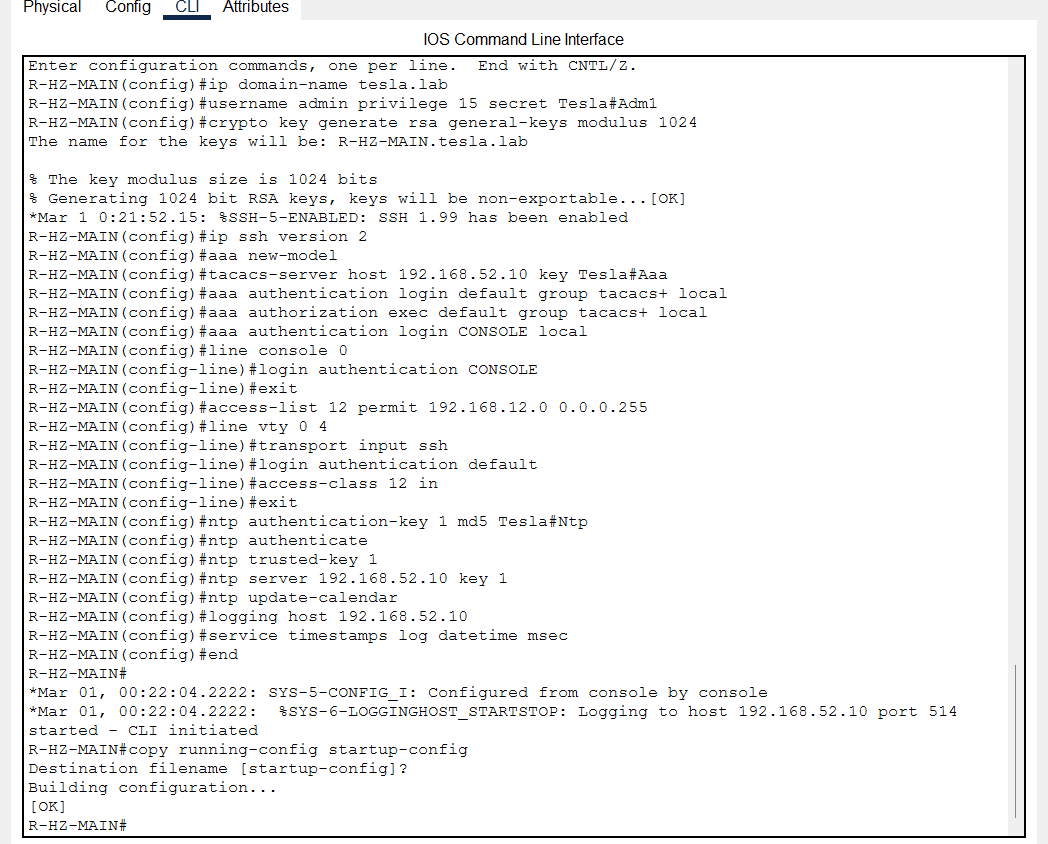 Physical Config CLI Attributes
IOS Command Line Interface
Enter configuration commands, one per line.  End with CNTL/Z.
R-HZ-MAIN(config)#ip domain-name tesla.lab
R-HZ-MAIN(config)#username admin privilege 15 secret Tesla#Adm1
R-HZ-MAIN(config)#crypto key generate rsa general-keys modulus 1024
The name for the keys will be: R-HZ-MAIN.tesla.lab
% The key modulus size is 1024 bits
% Generating 1024 bit RSA keys, keys will be non-exportable...[OK]
*Mar 1 0:21:52.15: %SSH-5-ENABLED: SSH 1.99 has been enabled
R-HZ-MAIN(config)#ip ssh version 2
R-HZ-MAIN(config)#aaa new-model
R-HZ-MAIN(config)#tacacs-server host 192.168.52.10 key Tesla#Aaa
R-HZ-MAIN(config)#aaa authentication login default group tacacs+ local
R-HZ-MAIN(config)#aaa authorization exec default group tacacs+ local
R-HZ-MAIN(config)#aaa authentication login CONSOLE local
R-HZ-MAIN(config)#line console 0
R-HZ-MAIN(config-line)#login authentication CONSOLE
R-HZ-MAIN(config-line)#exit
R-HZ-MAIN(config)#access-list 12 permit 192.168.12.0 0.0.0.255
R-HZ-MAIN(config)#line vty 0 4
R-HZ-MAIN(config-line)#transport input ssh
R-HZ-MAIN(config-line)#login authentication default
R-HZ-MAIN(config-line)#access-class 12 in
R-HZ-MAIN(config-line)#exit
R-HZ-MAIN(config)#ntp authentication-key 1 md5 Tesla#Ntp
R-HZ-MAIN(config)#ntp authenticate
R-HZ-MAIN(config)#ntp trusted-key 1
R-HZ-MAIN(config)#ntp server 192.168.52.10 key 1
R-HZ-MAIN(config)#ntp update-calendar
R-HZ-MAIN(config)#logging host 192.168.52.10
R-HZ-MAIN(config)#service timestamps log datetime msec
R-HZ-MAIN(config)#end
R-HZ-MAIN#
*Mar 01, 00:22:04.2222: SYS-5-CONFIG_I: Configured from console by console
*Mar 01, 00:22:04.2222:  %SYS-6-LOGGINGHOST_STARTSTOP: Logging to host 192.168.52.10 port 514
started - CLI initiated
R-HZ-MAIN#copy running-config startup-config
Destination filename [startup-config]?
Building configuration...
[OK]
R-HZ-MAIN#